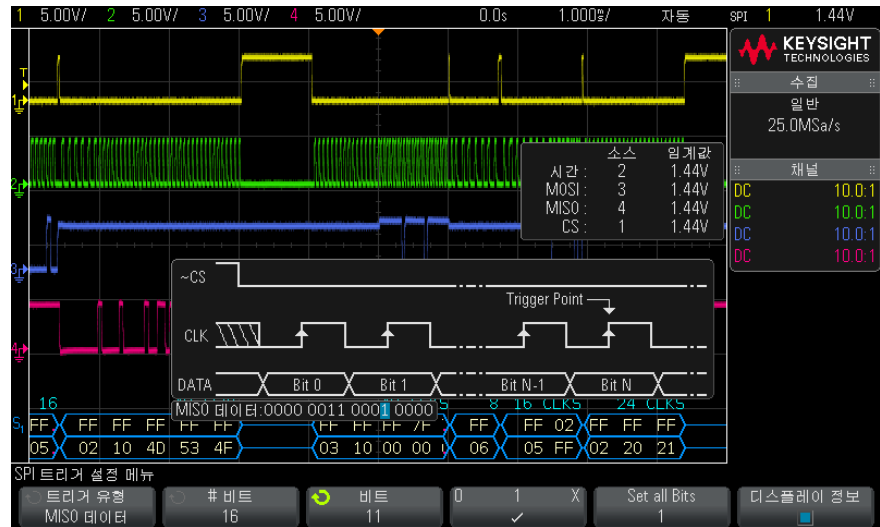 1 5.00V/ 2 5.00V/ 3 5.00V/ 4 5.00V/ 0.0s 1.000㎳/ 자동 SPI 1 1.44V
KEYSIGHT
TECHNOLOGIES
수집
일반
25.0MSa/s
채널
DC 10.0:1
DC 10.0:1
DC 10.0:1
DC 10.0:1
T
1
2
3
4
소스 임계값
시간 : 2 1.44V
MOSI : 3 1.44V
MISO : 4 1.44V
CS : 1 1.44V
~CS
Trigger Point
CLK
DATA Bit 0 Bit 1 Bit N-1 Bit N
MISO 데이터:0000 0011 0001 0000
16 8 16 CLKS 24 CLKS
S1 FF FF FF FF FF FF FF FF FF 7F FF FF 02 FF FF FF
05 02 10 4D 53 4F 03 10 00 00 06 05 FF 02 20 21
SPI 트리거 설정 메뉴
트리거 유형 # 비트 비트 0 1 X Set all Bits 디스플레이 정보
MISO 데이터 16 11 ✓ 1